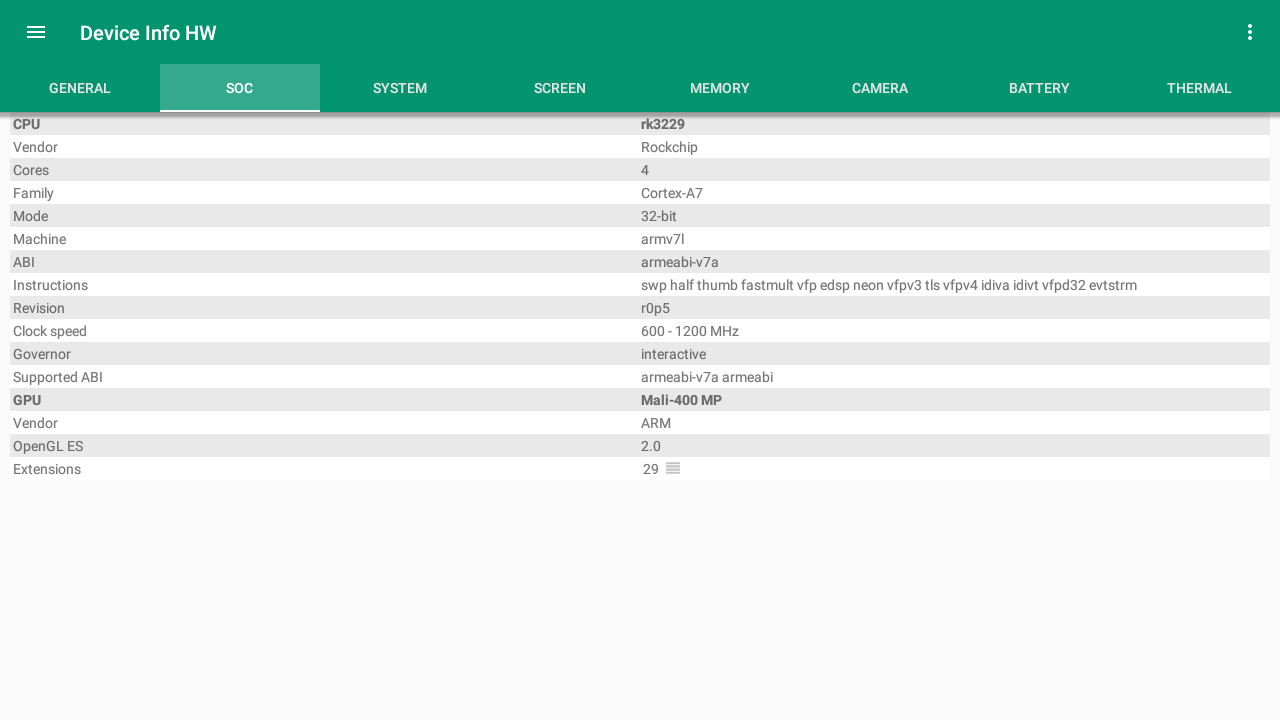 Device Info HW
GENERAL SOC SYSTEM SCREEN MEMORY CAMERA BATTERY THERMAL
CPU rk3229
Vendor Rockchip
Cores 4
Family Cortex-A7
Mode 32-bit
Machine armv7l
ABI armeabi-v7a
Instructions swp half thumb fastmult vfp edsp neon vfpv3 tls vfpv4 idiva idivt vfpd32 evtstrm
Revision r0p5
Clock speed 600 - 1200 MHz
Governor interactive
Supported ABI armeabi-v7a armeabi
GPU Mali-400 MP
Vendor ARM
OpenGL ES 2.0
Extensions 29